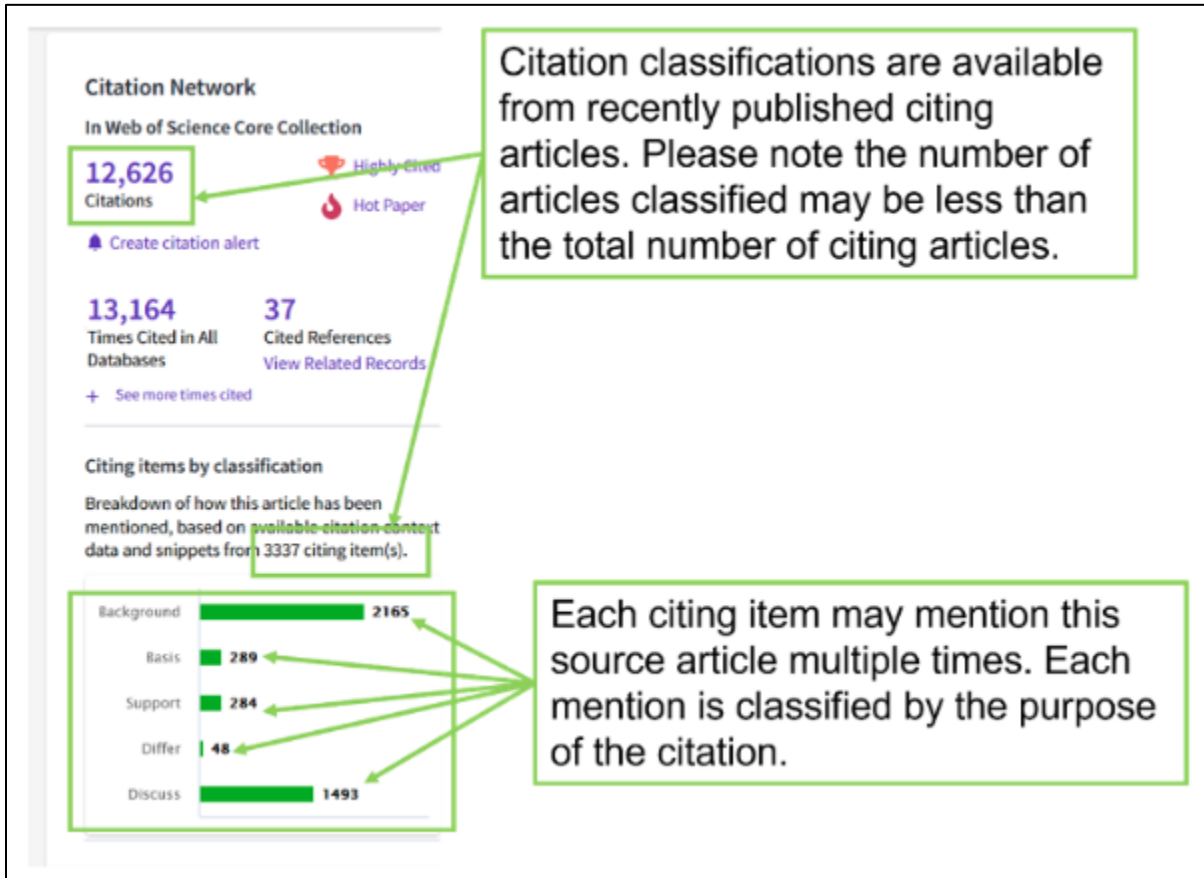 Citation Network
In Web of Science Core Collection
12,626
Citations
Highly Cited
Hot Paper
Create citation alert
13,164
Times Cited in All
Databases
+ See more times cited
37
Cited References
View Related Records
Citing items by classification
Breakdown of how this article has been
mentioned, based on available citation context
data and snippets from 3337 citing item(s).
Background 2165
Basis 289
Support 284
Differ 48
Discuss 1493
Citation classifications are available
from recently published citing
articles. Please note the number of
articles classified may be less than
the total number of citing articles.
Each citing item may mention this
source article multiple times. Each
mention is classified by the purpose
of the citation.